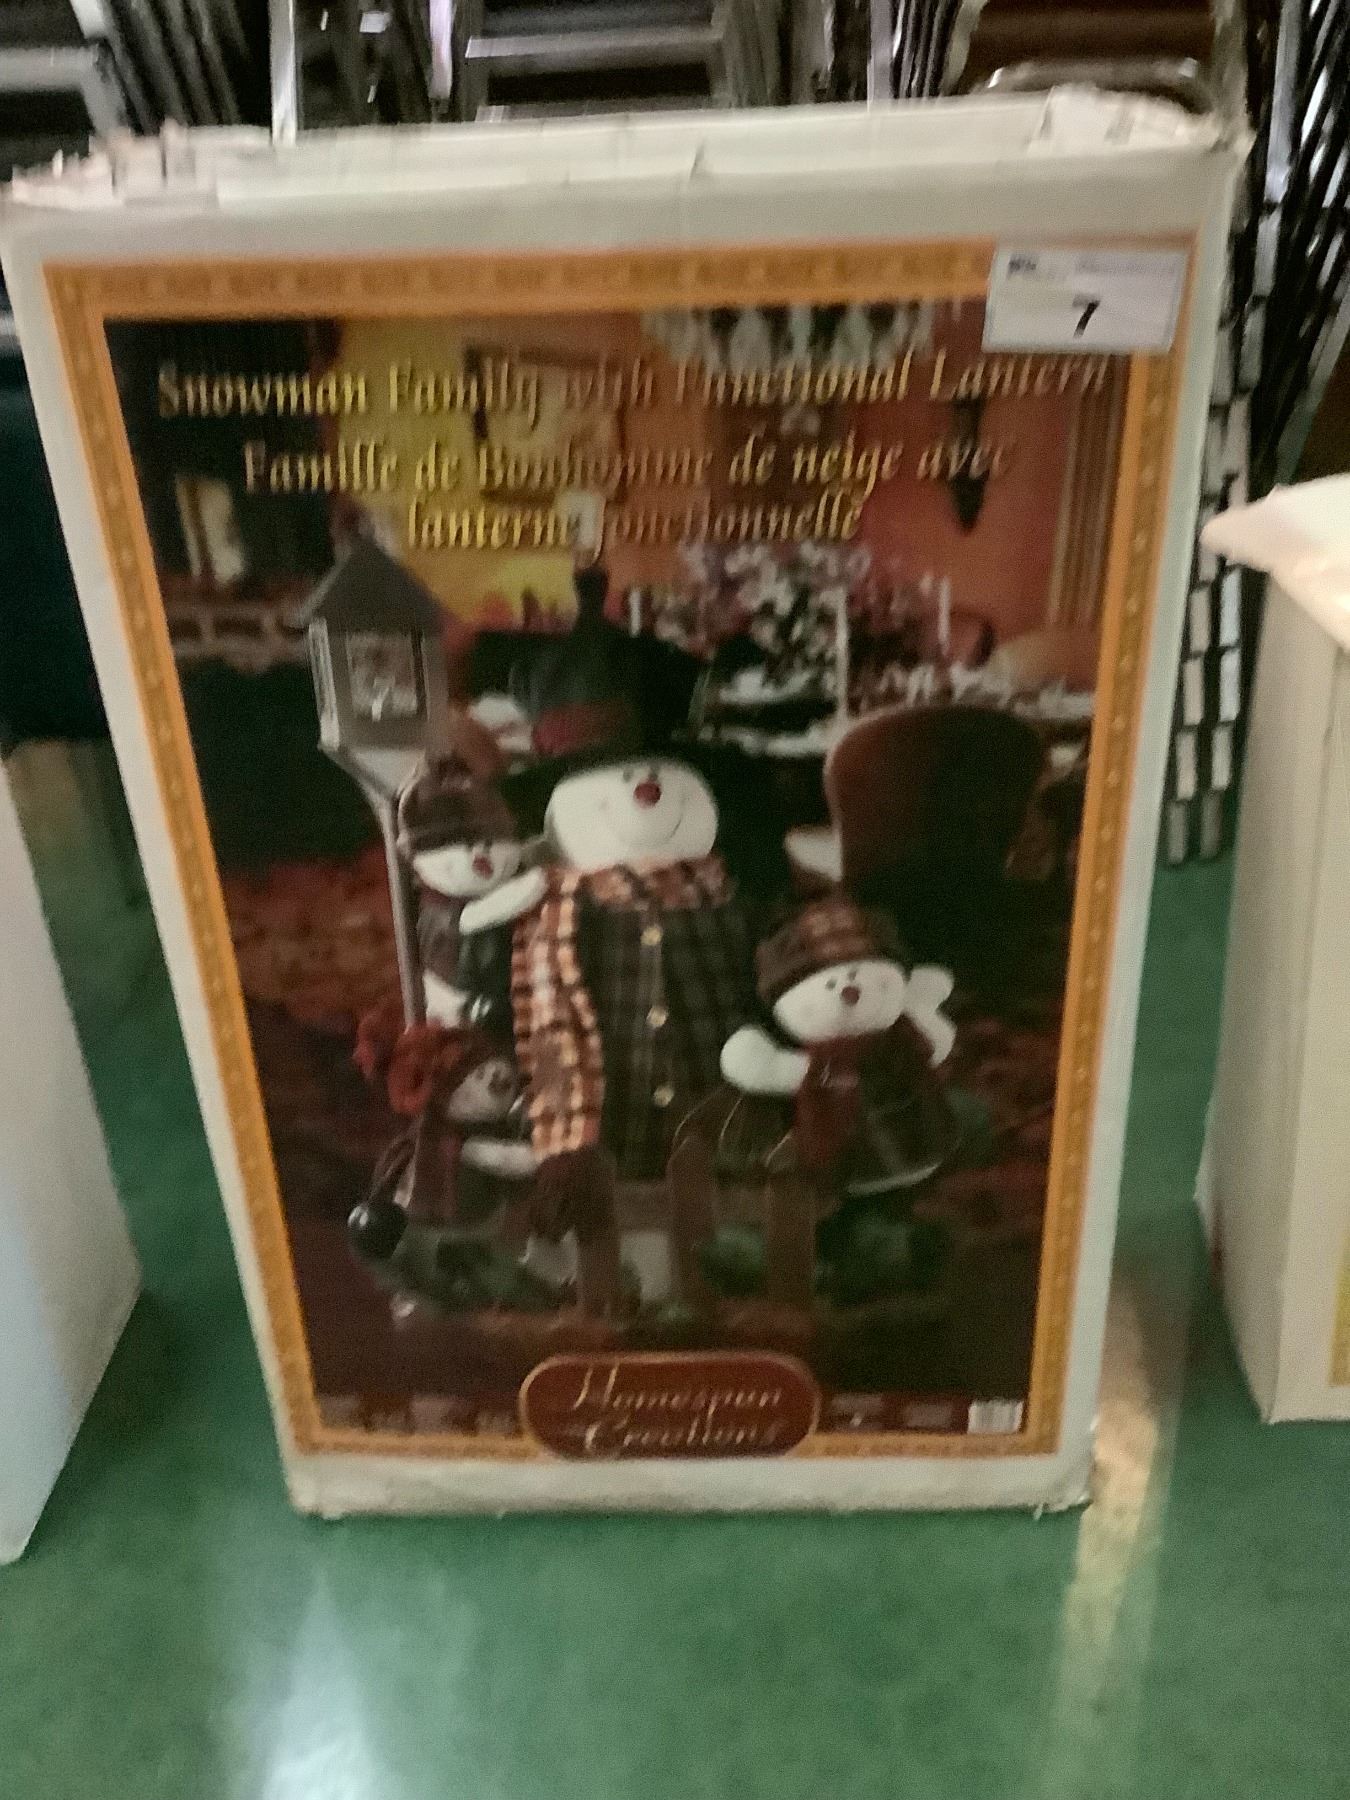 7
Snowman Family with Functional Lantern
Famille de Bonhomme de neige avec
lanterne fonctionnelle
Homespun
Creations